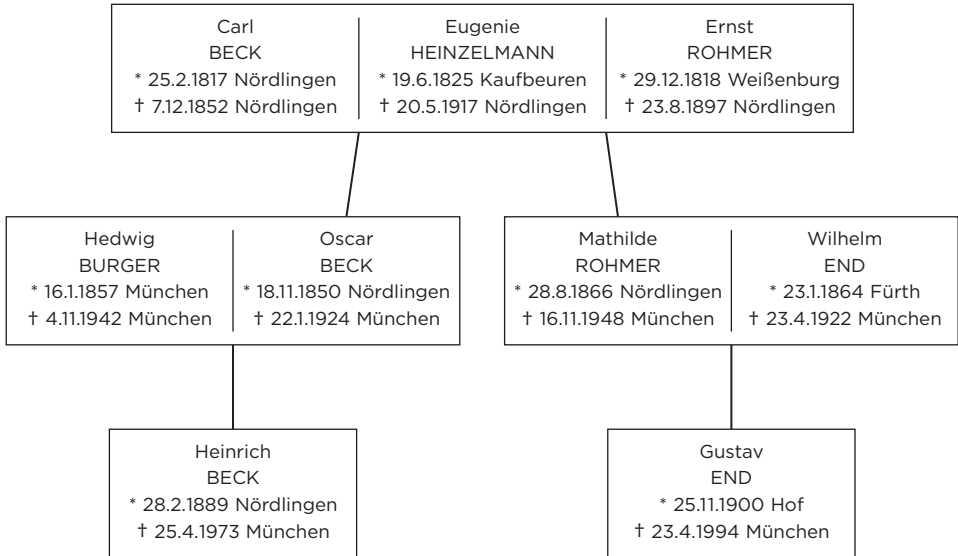 Carl
BECK
* 25.2.1817 Nördlingen
† 7.12.1852 Nördlingen
Eugenie
HEINZELMANN
* 19.6.1825 Kaufbeuren
† 20.5.1917 Nördlingen
Ernst
ROHMER
* 29.12.1818 Weißenburg
† 23.8.1897 Nördlingen
Hedwig
BURGER
* 16.1.1857 München
† 4.11.1942 München
Oscar
BECK
* 18.11.1850 Nördlingen
† 22.1.1924 München
Mathilde
ROHMER
* 28.8.1866 Nördlingen
† 16.11.1948 München
Wilhelm
END
* 23.1.1864 Fürth
† 23.4.1922 München
Heinrich
BECK
* 28.2.1889 Nördlingen
† 25.4.1973 München
Gustav
END
* 25.11.1900 Hof
† 23.4.1994 München